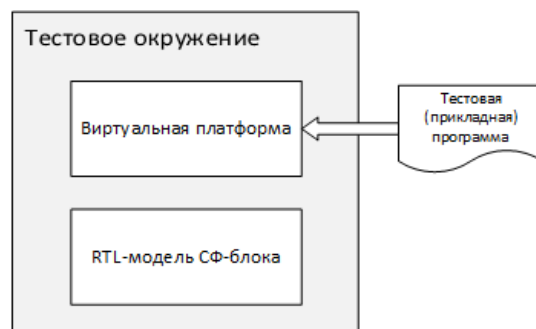 Тестовое окружение
Виртуальная платформа
Тестовая
(прикладная)
программа
RTL-модель СФ-блока